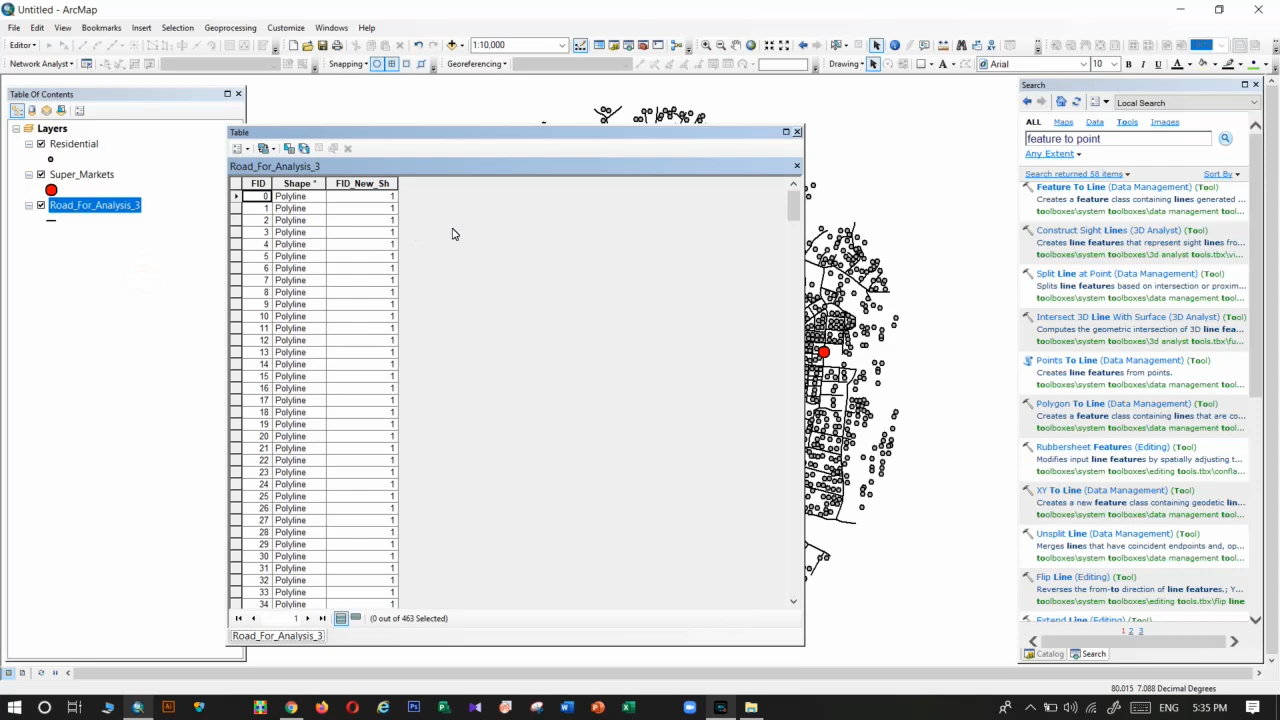 Untitled - ArcMap
File Edit View Bookmarks Insert Selection Geoprocessing Customize Windows Help
Editor 1:10,000
Network Analyst Snapping Georeferencing Drawing Arial 10 B I U A A
Table Of Contents
Layers
Residential
Super_Markets
Road_For_Analysis_3
Table
Road_For_Analysis_3
FID Shape * FID_New_Sh
0 Polyline 1
1 Polyline 1
2 Polyline 1
3 Polyline 1
4 Polyline 1
5 Polyline 1
6 Polyline 1
7 Polyline 1
8 Polyline 1
9 Polyline 1
10 Polyline 1
11 Polyline 1
12 Polyline 1
13 Polyline 1
14 Polyline 1
15 Polyline 1
16 Polyline 1
17 Polyline 1
18 Polyline 1
19 Polyline 1
20 Polyline 1
21 Polyline 1
22 Polyline 1
23 Polyline 1
24 Polyline 1
25 Polyline 1
26 Polyline 1
27 Polyline 1
28 Polyline 1
29 Polyline 1
30 Polyline 1
31 Polyline 1
32 Polyline 1
33 Polyline 1
34 Polyline 1
1 (0 out of 463 Selected)
Road_For_Analysis_3
Search
Local Search
ALL Maps Data Tools Images
feature to point
Any Extent
Search returned 58 items Sort By
Feature To Line (Data Management) (Tool)
Creates a feature class containing lines generated ...
toolboxes\system toolboxes\data management tools.t...
Construct Sight Lines (3D Analyst) (Tool)
Creates line features that represent sight lines fro...
toolboxes\system toolboxes\3d analyst tools.tbx\vi...
Split Line at Point (Data Management) (Tool)
Splits line features based on intersection or proxim...
toolboxes\system toolboxes\data management tool...
Intersect 3D Line With Surface (3D Analyst) (Tool)
Computes the geometric intersection of 3D line fea...
toolboxes\system toolboxes\3d analyst tools.tbx\fu...
Points To Line (Data Management) (Tool)
Creates line features from points.
toolboxes\system toolboxes\data management tool...
Polygon To Line (Data Management) (Tool)
Creates a feature class containing lines that are co...
toolboxes\system toolboxes\data management tool...
Rubbersheet Features (Editing) (Tool)
Modifies input line features by spatially adjusting t...
toolboxes\system toolboxes\editing tools.tbx\confla...
XY To Line (Data Management) (Tool)
Creates a new feature class containing geodetic lin...
toolboxes\system toolboxes\data management tool...
Unsplit Line (Data Management) (Tool)
Merges lines that have coincident endpoints and, op...
toolboxes\system toolboxes\data management tool...
Flip Line (Editing) (Tool)
Reverses the from-to direction of line features.; Y...
toolboxes\system toolboxes\editing tools.tbx\flip line
Extend Line (Editing) (Tool)
1 2 3
Catalog Search
80.015 7.088 Decimal Degrees
ENG 5:35 PM